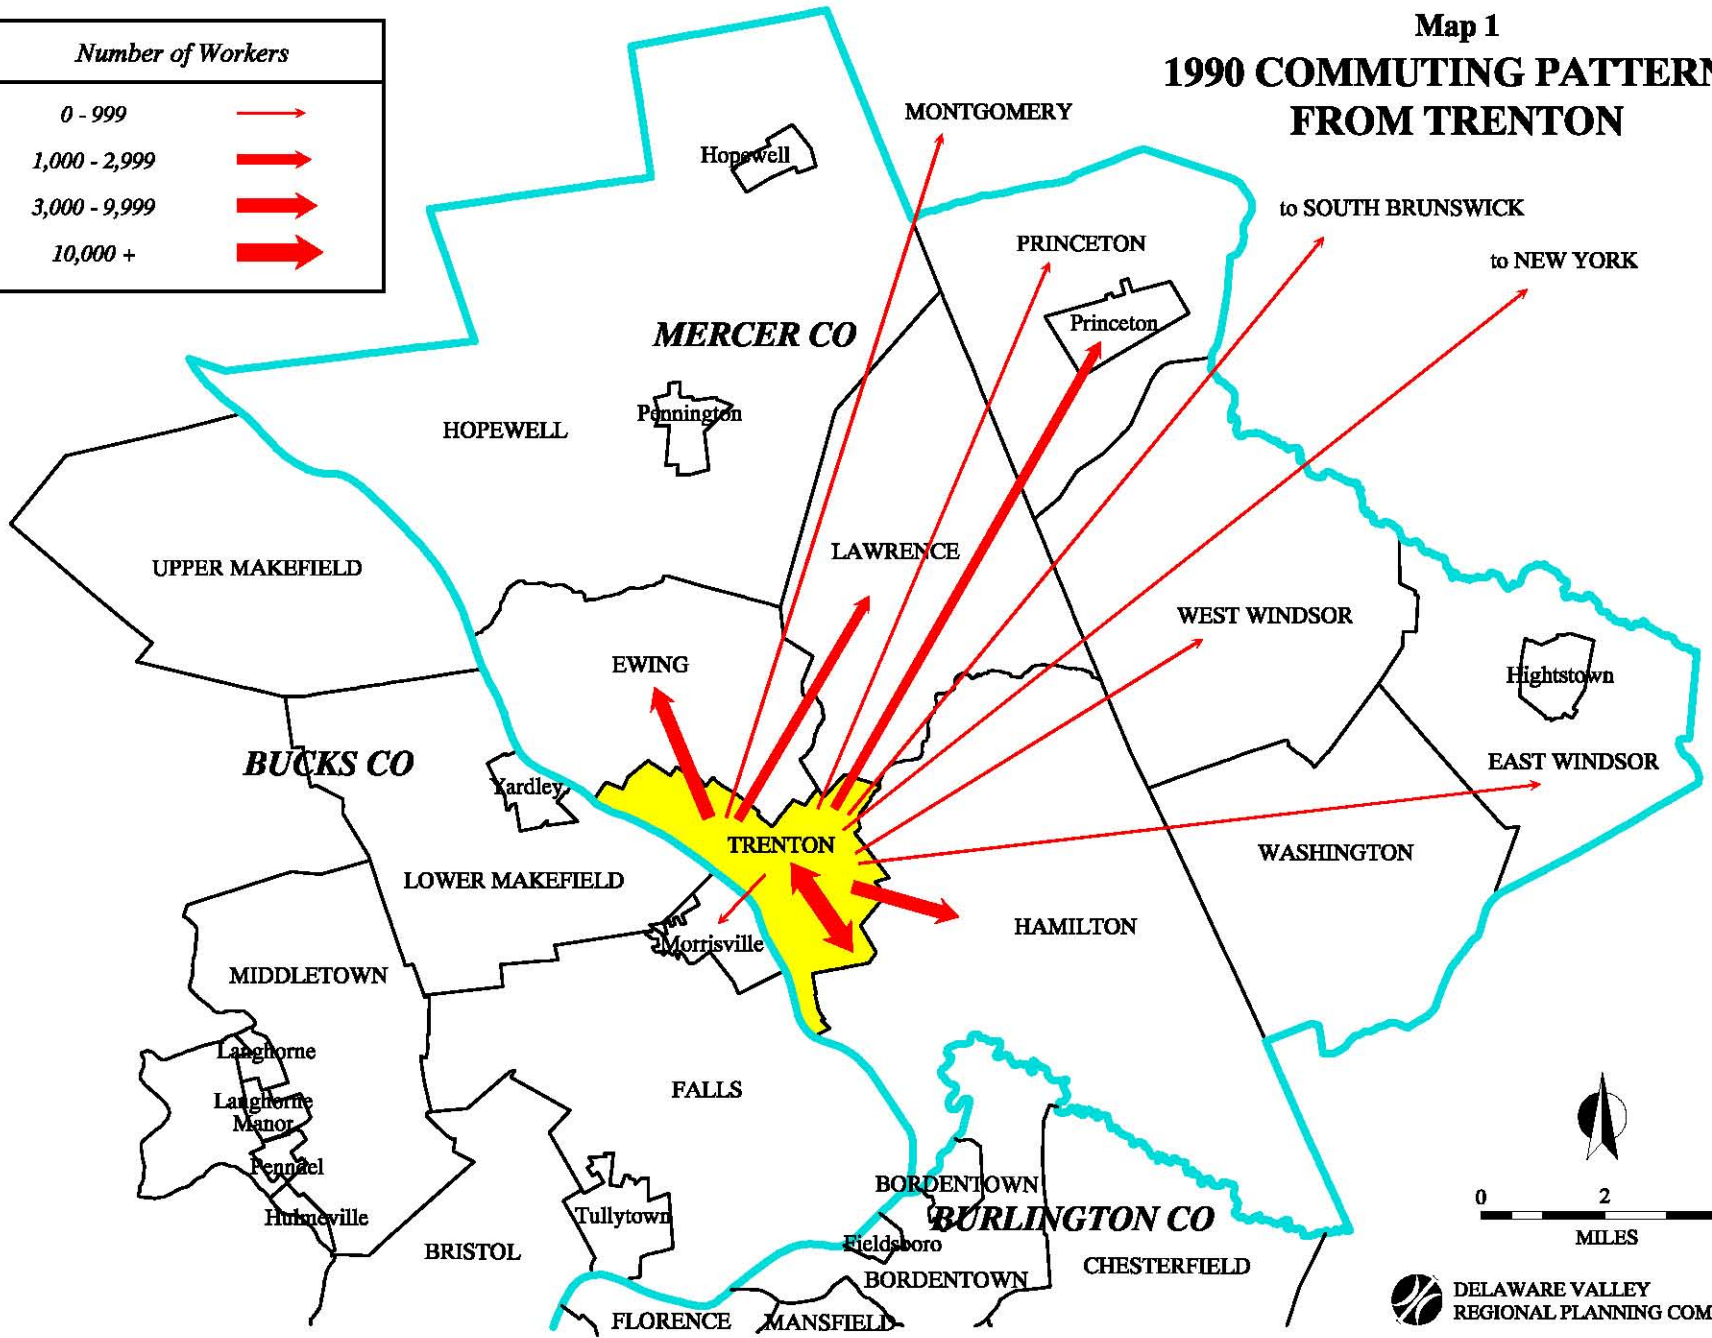 Number of Workers
0 - 999
1,000 - 2,999
3,000 - 9,999
10,000 +
Map 1
1990 COMMUTING PATTERN
FROM TRENTON
MONTGOMERY
Hopewell
to SOUTH BRUNSWICK
PRINCETON
to NEW YORK
Princeton
MERCER CO
Pennington
HOPEWELL
LAWRENCE
UPPER MAKEFIELD
WEST WINDSOR
EWING
Hightstown
BUCKS CO
EAST WINDSOR
Yardley
TRENTON
WASHINGTON
LOWER MAKEFIELD
HAMILTON
Morrisville
MIDDLETOWN
Langhorne
FALLS
Langhorne
Manor
Penndel
BORDENTOWN
Hulmeville
Tullytown
BURLINGTON CO
0 2
MILES
Fieldsboro
BRISTOL
CHESTERFIELD
BORDENTOWN
FLORENCE
MANSFIELD
DELAWARE VALLEY
REGIONAL PLANNING COM